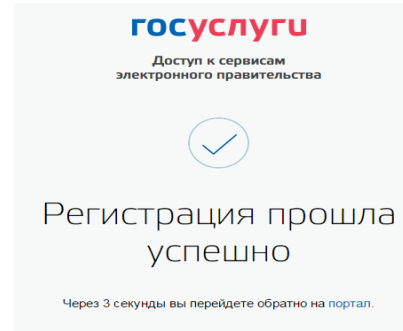 госуслуги
Доступ к сервисам
электронного правительства
Регистрация прошла
успешно
Через 3 секунды вы перейдете обратно на портал.